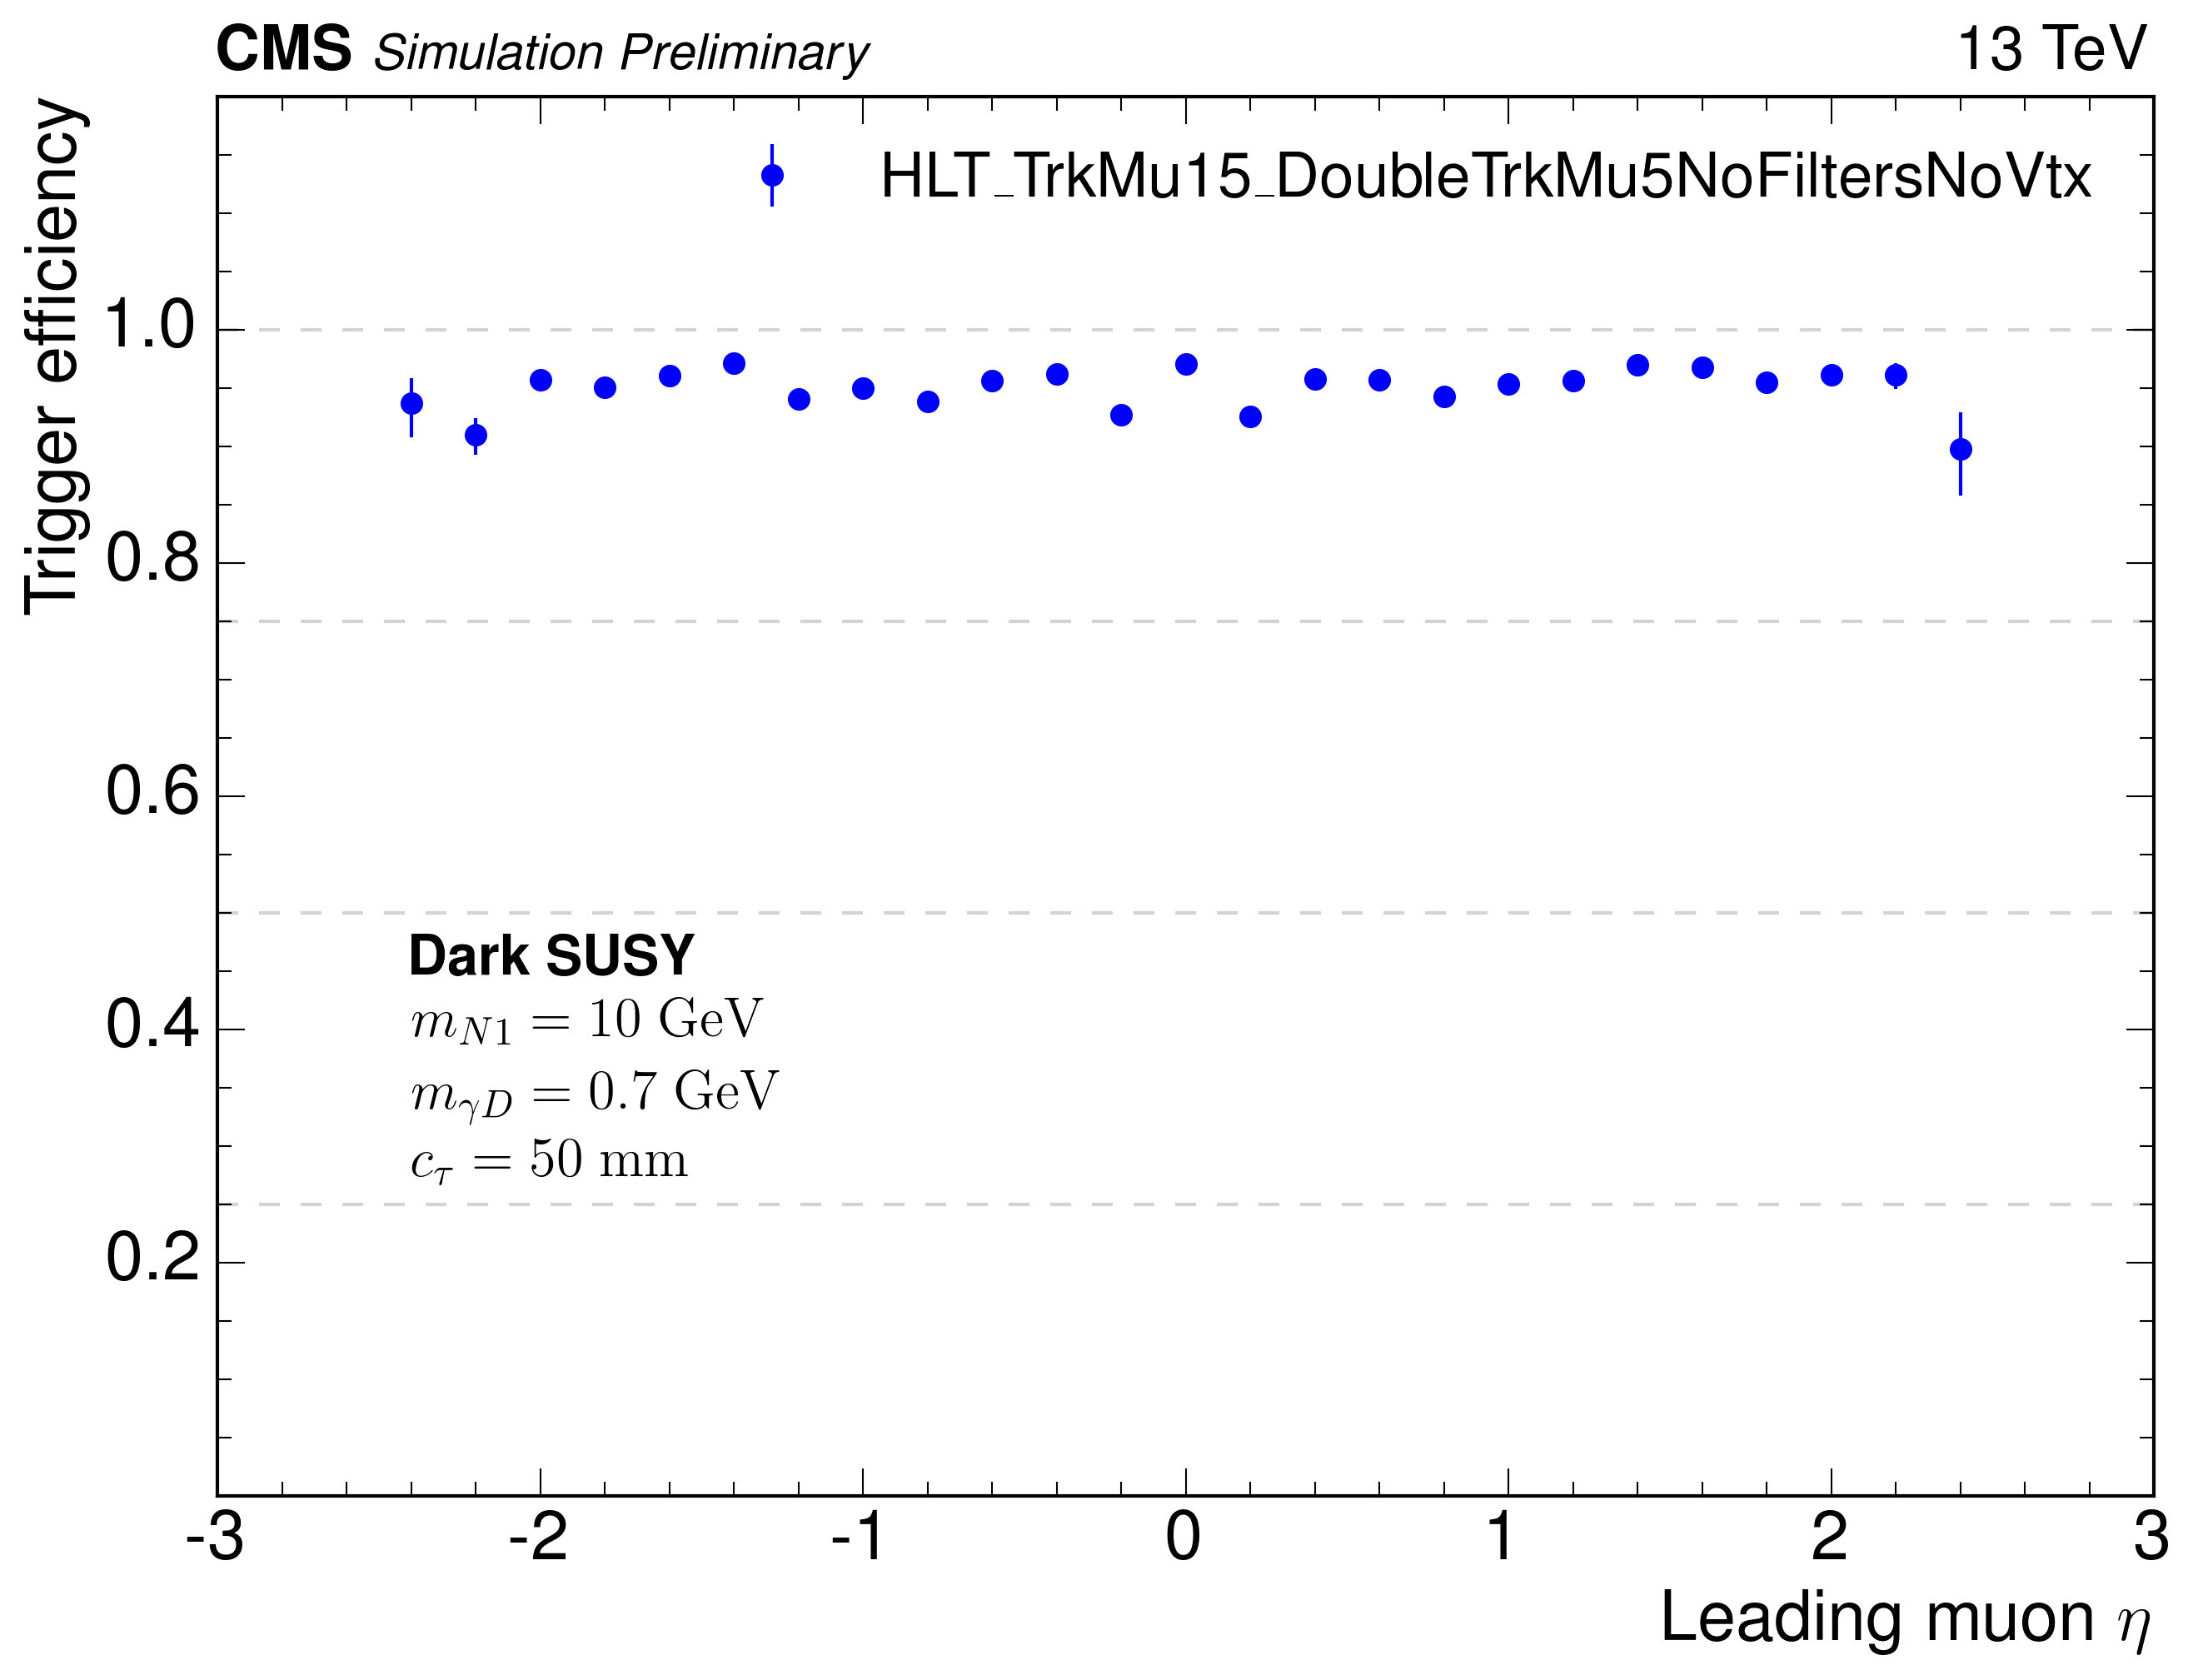 CMS Simulation Preliminary 13 TeV
Trigger efficiency
HLT_TrkMu15_DoubleTrkMu5NoFiltersNoVtx
1.0
0.8
0.6
0.4
0.2
Dark SUSY
m_{N1} = 10 GeV
m_{γD} = 0.7 GeV
c_τ = 50 mm
-3 -2 -1 0 1 2 3
Leading muon η